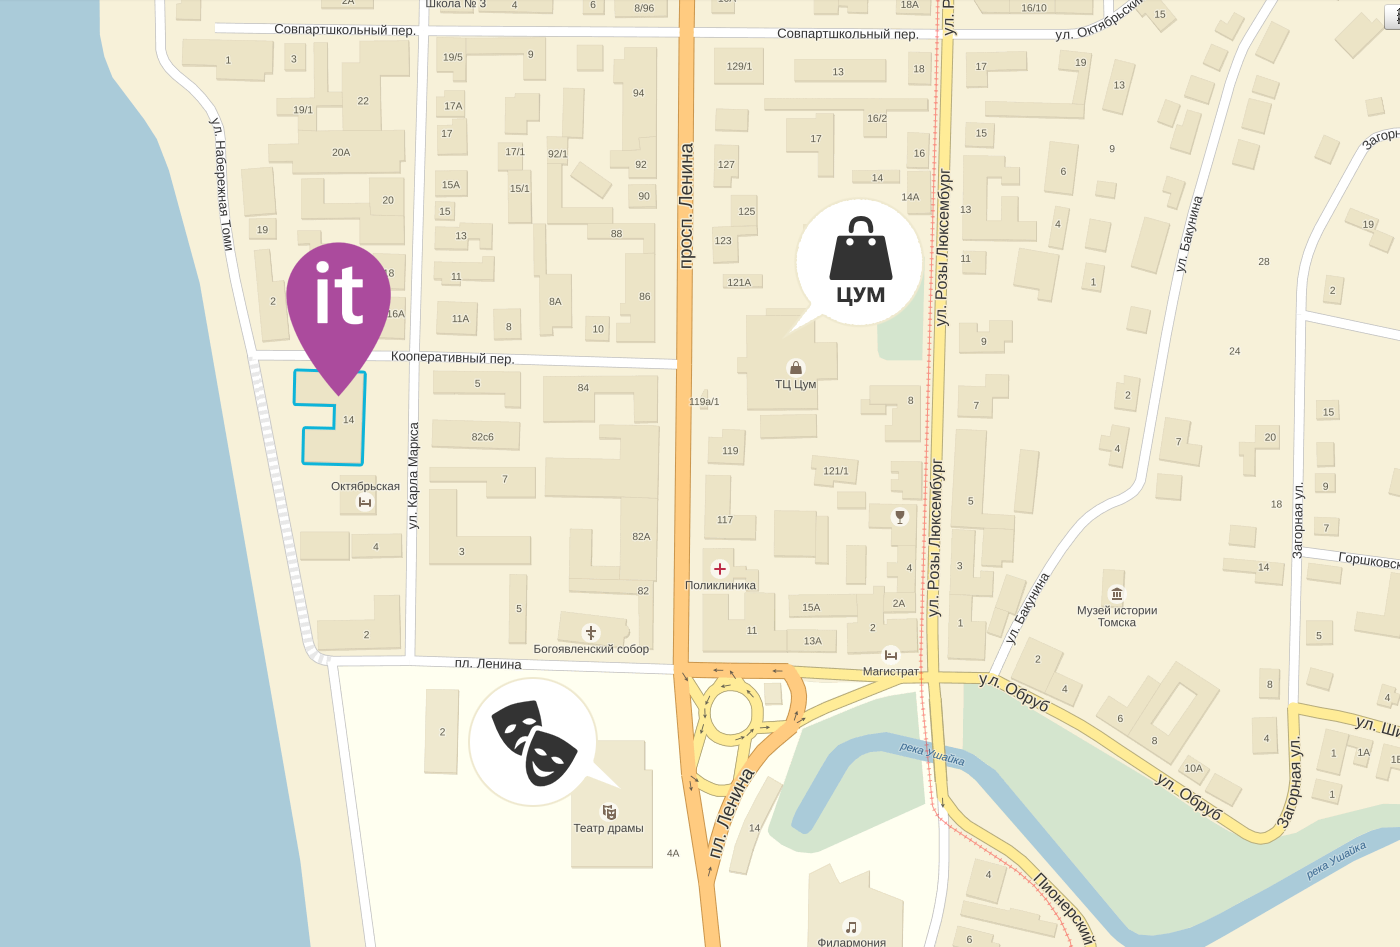 2А
Школа № 3
4
6
8/96
18А
16/10
15
Совпартшкольный пер.
Совпартшкольный пер.
ул. Октябрьский
1
3
19/5
9
129/1
13
18
17
19
13
22
19/1
17А
94
16/2
17
17
15
ул. Набережная Томи
20А
17/1
92/1
92
127
16
9
Загорн
просп. Ленина
15А
15/1
90
14
14А
6
20
15
125
13
4
19
19
13
88
123
ул. Розы Люксембург
ул. Бакунина
it
18
11
11
28
2
16А
8А
86
121А
ЦУМ
1
2
11А
8
10
9
24
Кооперативный пер.
ТЦ Цум
5
84
119а/1
8
7
2
14
82с6
119
15
7
20
4
ул. Карла Маркса
Октябрьская
7
121/1
ул. Розы Люксембург
5
9
18
Загорная ул.
117
7
4
3
82А
Горшковск
Поликлиника
4
3
14
5
82
15А
2А
Музей истории
Томска
ул. Бакунина
2
11
13А
2
1
5
Богоявленский собор
пл. Ленина
Магистрат
2
4
ул. Обруб
8
4
6
8
4
ул. Ши
2
река Ушайка
10А
1
1А
ул. Обруб
Загорная ул.
1
пл. Ленина
Театр драмы
14
4А
река Ушайка
4
Пионерский
6
Филармония